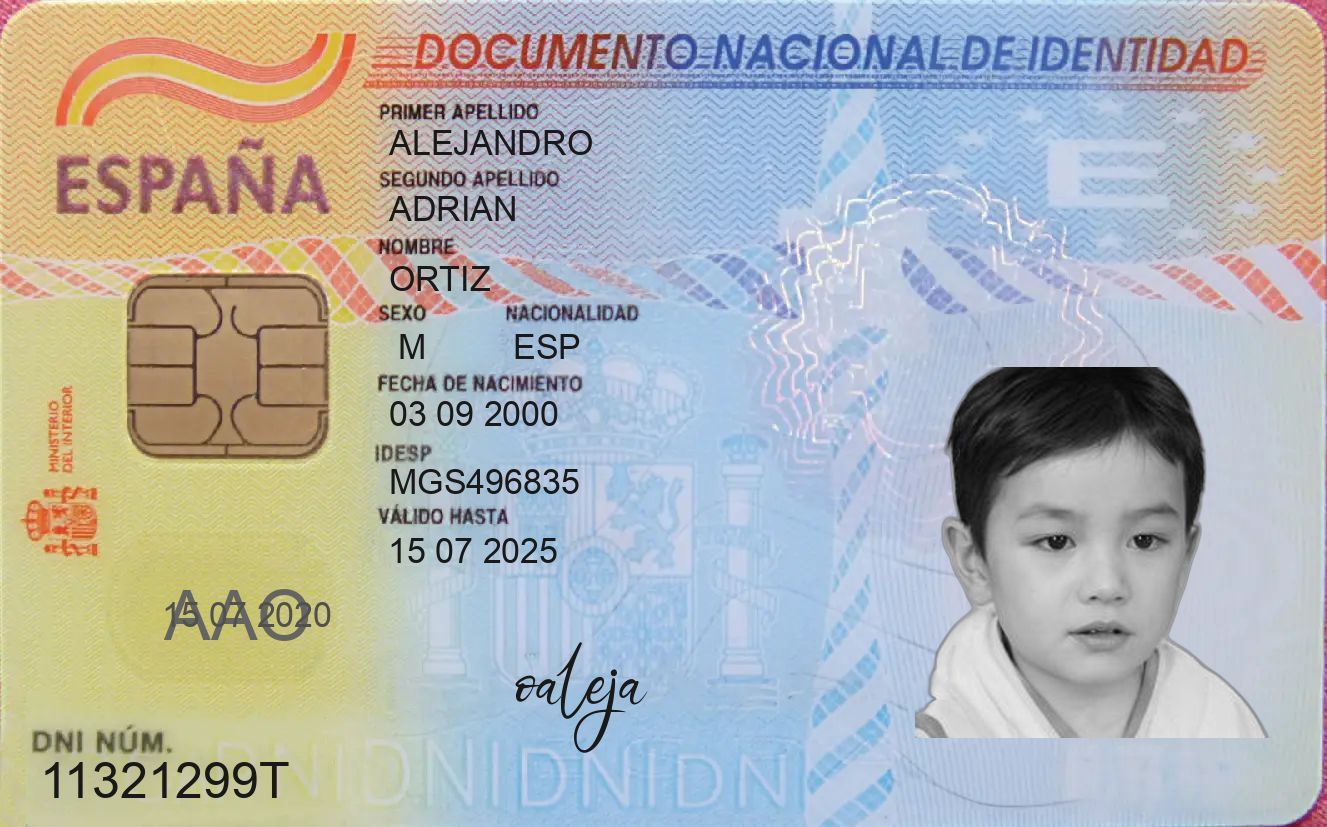 DOCUMENTO NACIONAL DE IDENTIDAD
ESPAÑA
PRIMER APELLIDO
ALEJANDRO
SEGUNDO APELLIDO
ADRIAN
NOMBRE
ORTIZ
SEXO NACIONALIDAD
M ESP
FECHA DE NACIMIENTO
03 09 2000
IDESP
MGS496835
VÁLIDO HASTA
15 07 2025
MINISTERIO
DEL INTERIOR
E
AAO
15 07 2020
oaleja
DNI NÚM.
11321299T
DNIDNIDNIDNI